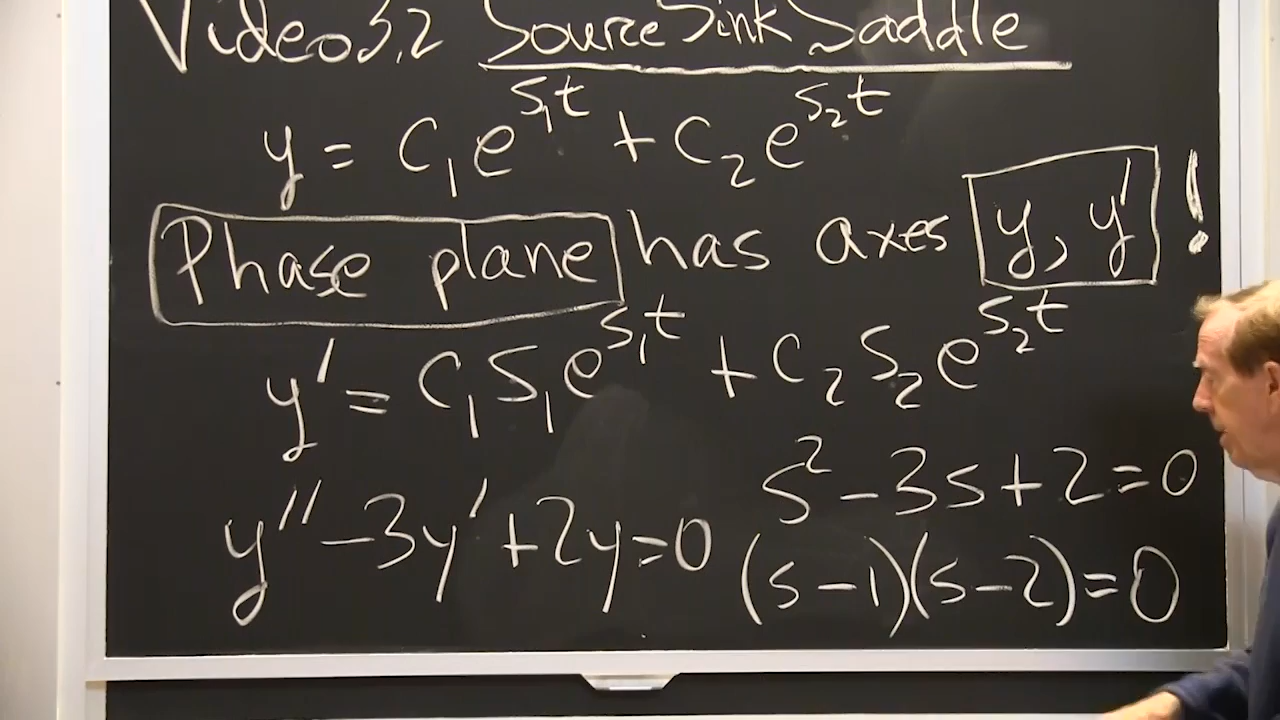 Video 3.2 Source Sink Saddle
y = c₁e^{s₁t} + c₂e^{s₂t}
Phase plane has axes y, y' !
y' = c₁s₁e^{s₁t} + c₂s₂e^{s₂t}
y'' - 3y' + 2y = 0
s² - 3s + 2 = 0
(s - 1)(s - 2) = 0